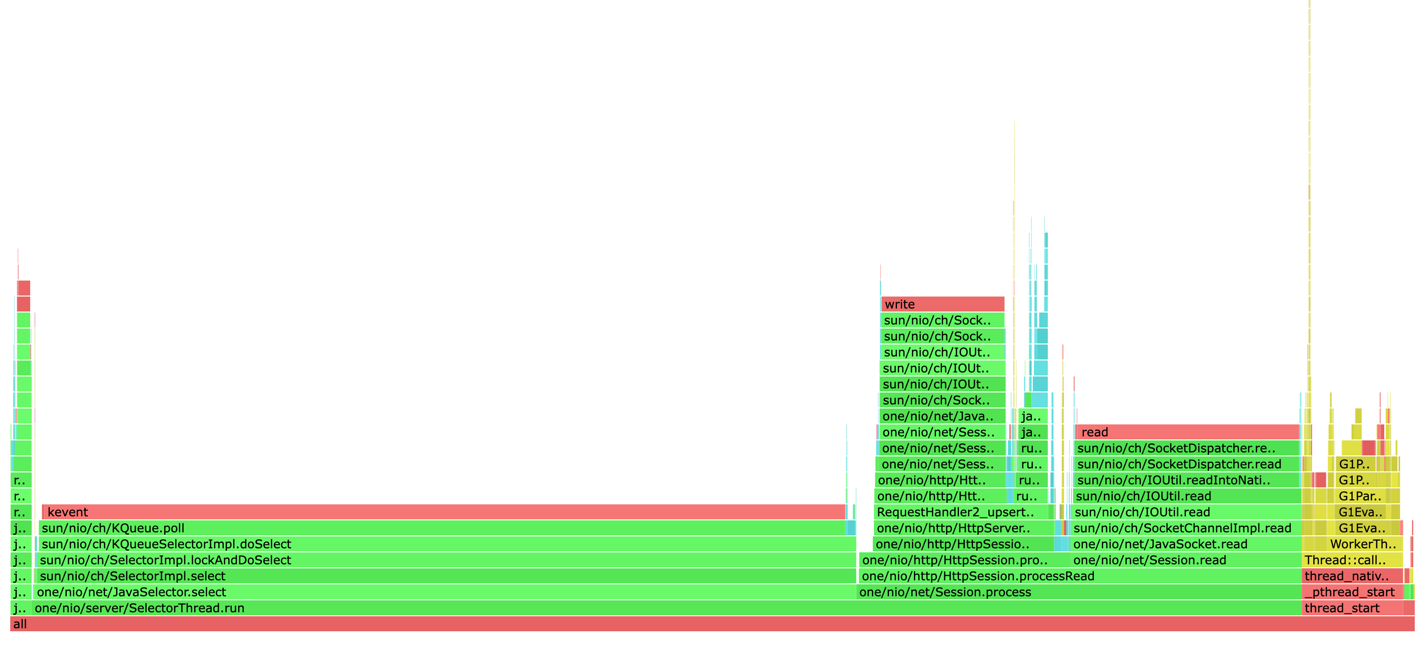 write
sun/nio/ch/Sock..
sun/nio/ch/Sock..
sun/nio/ch/IOUt..
sun/nio/ch/IOUt..
sun/nio/ch/IOUt..
sun/nio/ch/Sock..
one/nio/net/Java.. ja..
one/nio/net/Sess.. ja.. read
one/nio/net/Sess.. ru.. sun/nio/ch/SocketDispatcher.re..
one/nio/net/Sess.. ru.. sun/nio/ch/SocketDispatcher.read G1P..
r.. one/nio/http/Htt.. ru.. sun/nio/ch/IOUtil.readIntoNati.. G1P..
r.. one/nio/http/Htt.. ru.. sun/nio/ch/IOUtil.read G1Par..
r.. kevent RequestHandler2_upsert.. sun/nio/ch/IOUtil.read G1Eva..
j.. sun/nio/ch/KQueue.poll one/nio/http/HttpServer.. sun/nio/ch/SocketChannelImpl.read G1Eva..
j.. sun/nio/ch/KQueueSelectorImpl.doSelect one/nio/http/HttpSessio.. one/nio/net/JavaSocket.read WorkerTh..
j.. sun/nio/ch/SelectorImpl.lockAndDoSelect one/nio/http/HttpSession.pro.. one/nio/net/Session.read Thread::call..
j.. sun/nio/ch/SelectorImpl.select one/nio/http/HttpSession.processRead thread_nativ..
j.. one/nio/net/JavaSelector.select one/nio/net/Session.process _pthread_start
j.. one/nio/server/SelectorThread.run thread_start
all